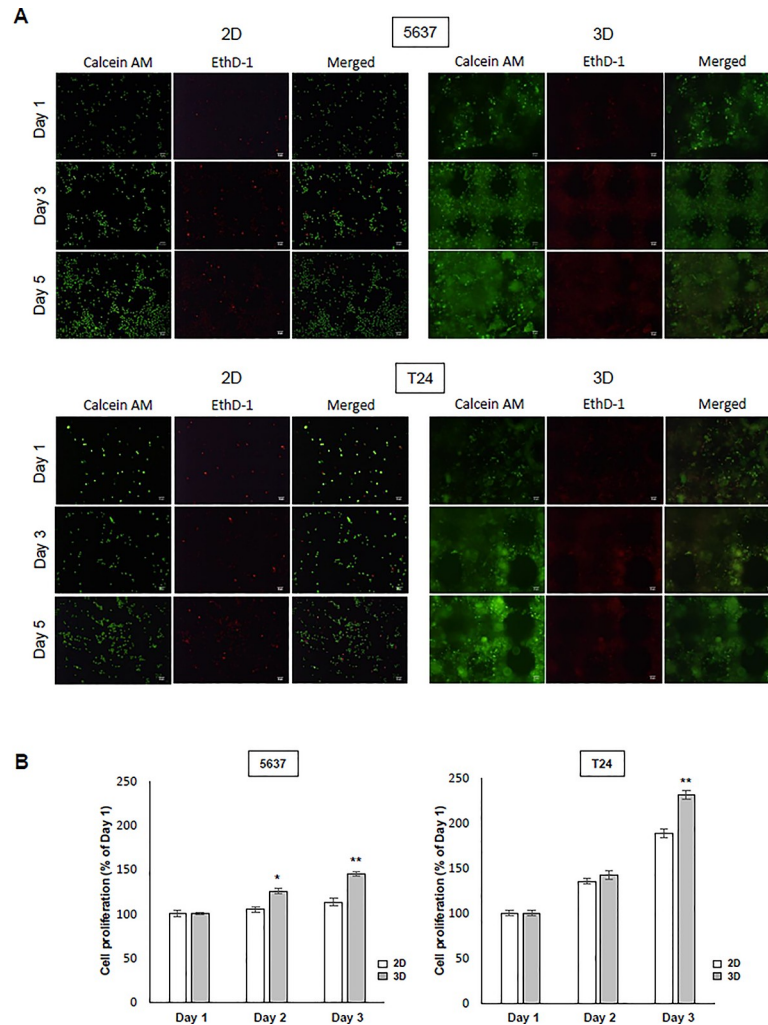 A
2D 5637 3D
Calcein AM EthD-1 Merged Calcein AM EthD-1 Merged
Day 1
Day 3
Day 5
2D T24 3D
Calcein AM EthD-1 Merged Calcein AM EthD-1 Merged
Day 1
Day 3
Day 5
B
5637
Cell proliferation (% of Day 1)
250
200
150
100
50
0
* **
Day 1 Day 2 Day 3
2D
3D
T24
Cell proliferation (% of Day 1)
250
200
150
100
50
0
**
Day 1 Day 2 Day 3
2D
3D